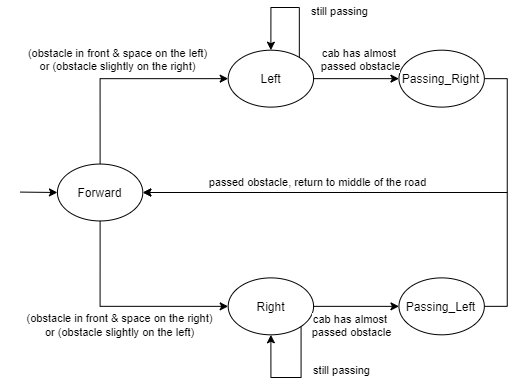 still passing
(obstacle in front & space on the left)
or (obstacle slightly on the right)
cab has almost
passed obstacle
Left
Passing_Right
passed obstacle, return to middle of the road
Forward
Right
Passing_Left
(obstacle in front & space on the right)
or (obstacle slightly on the left)
cab has almost
passed obstacle
still passing